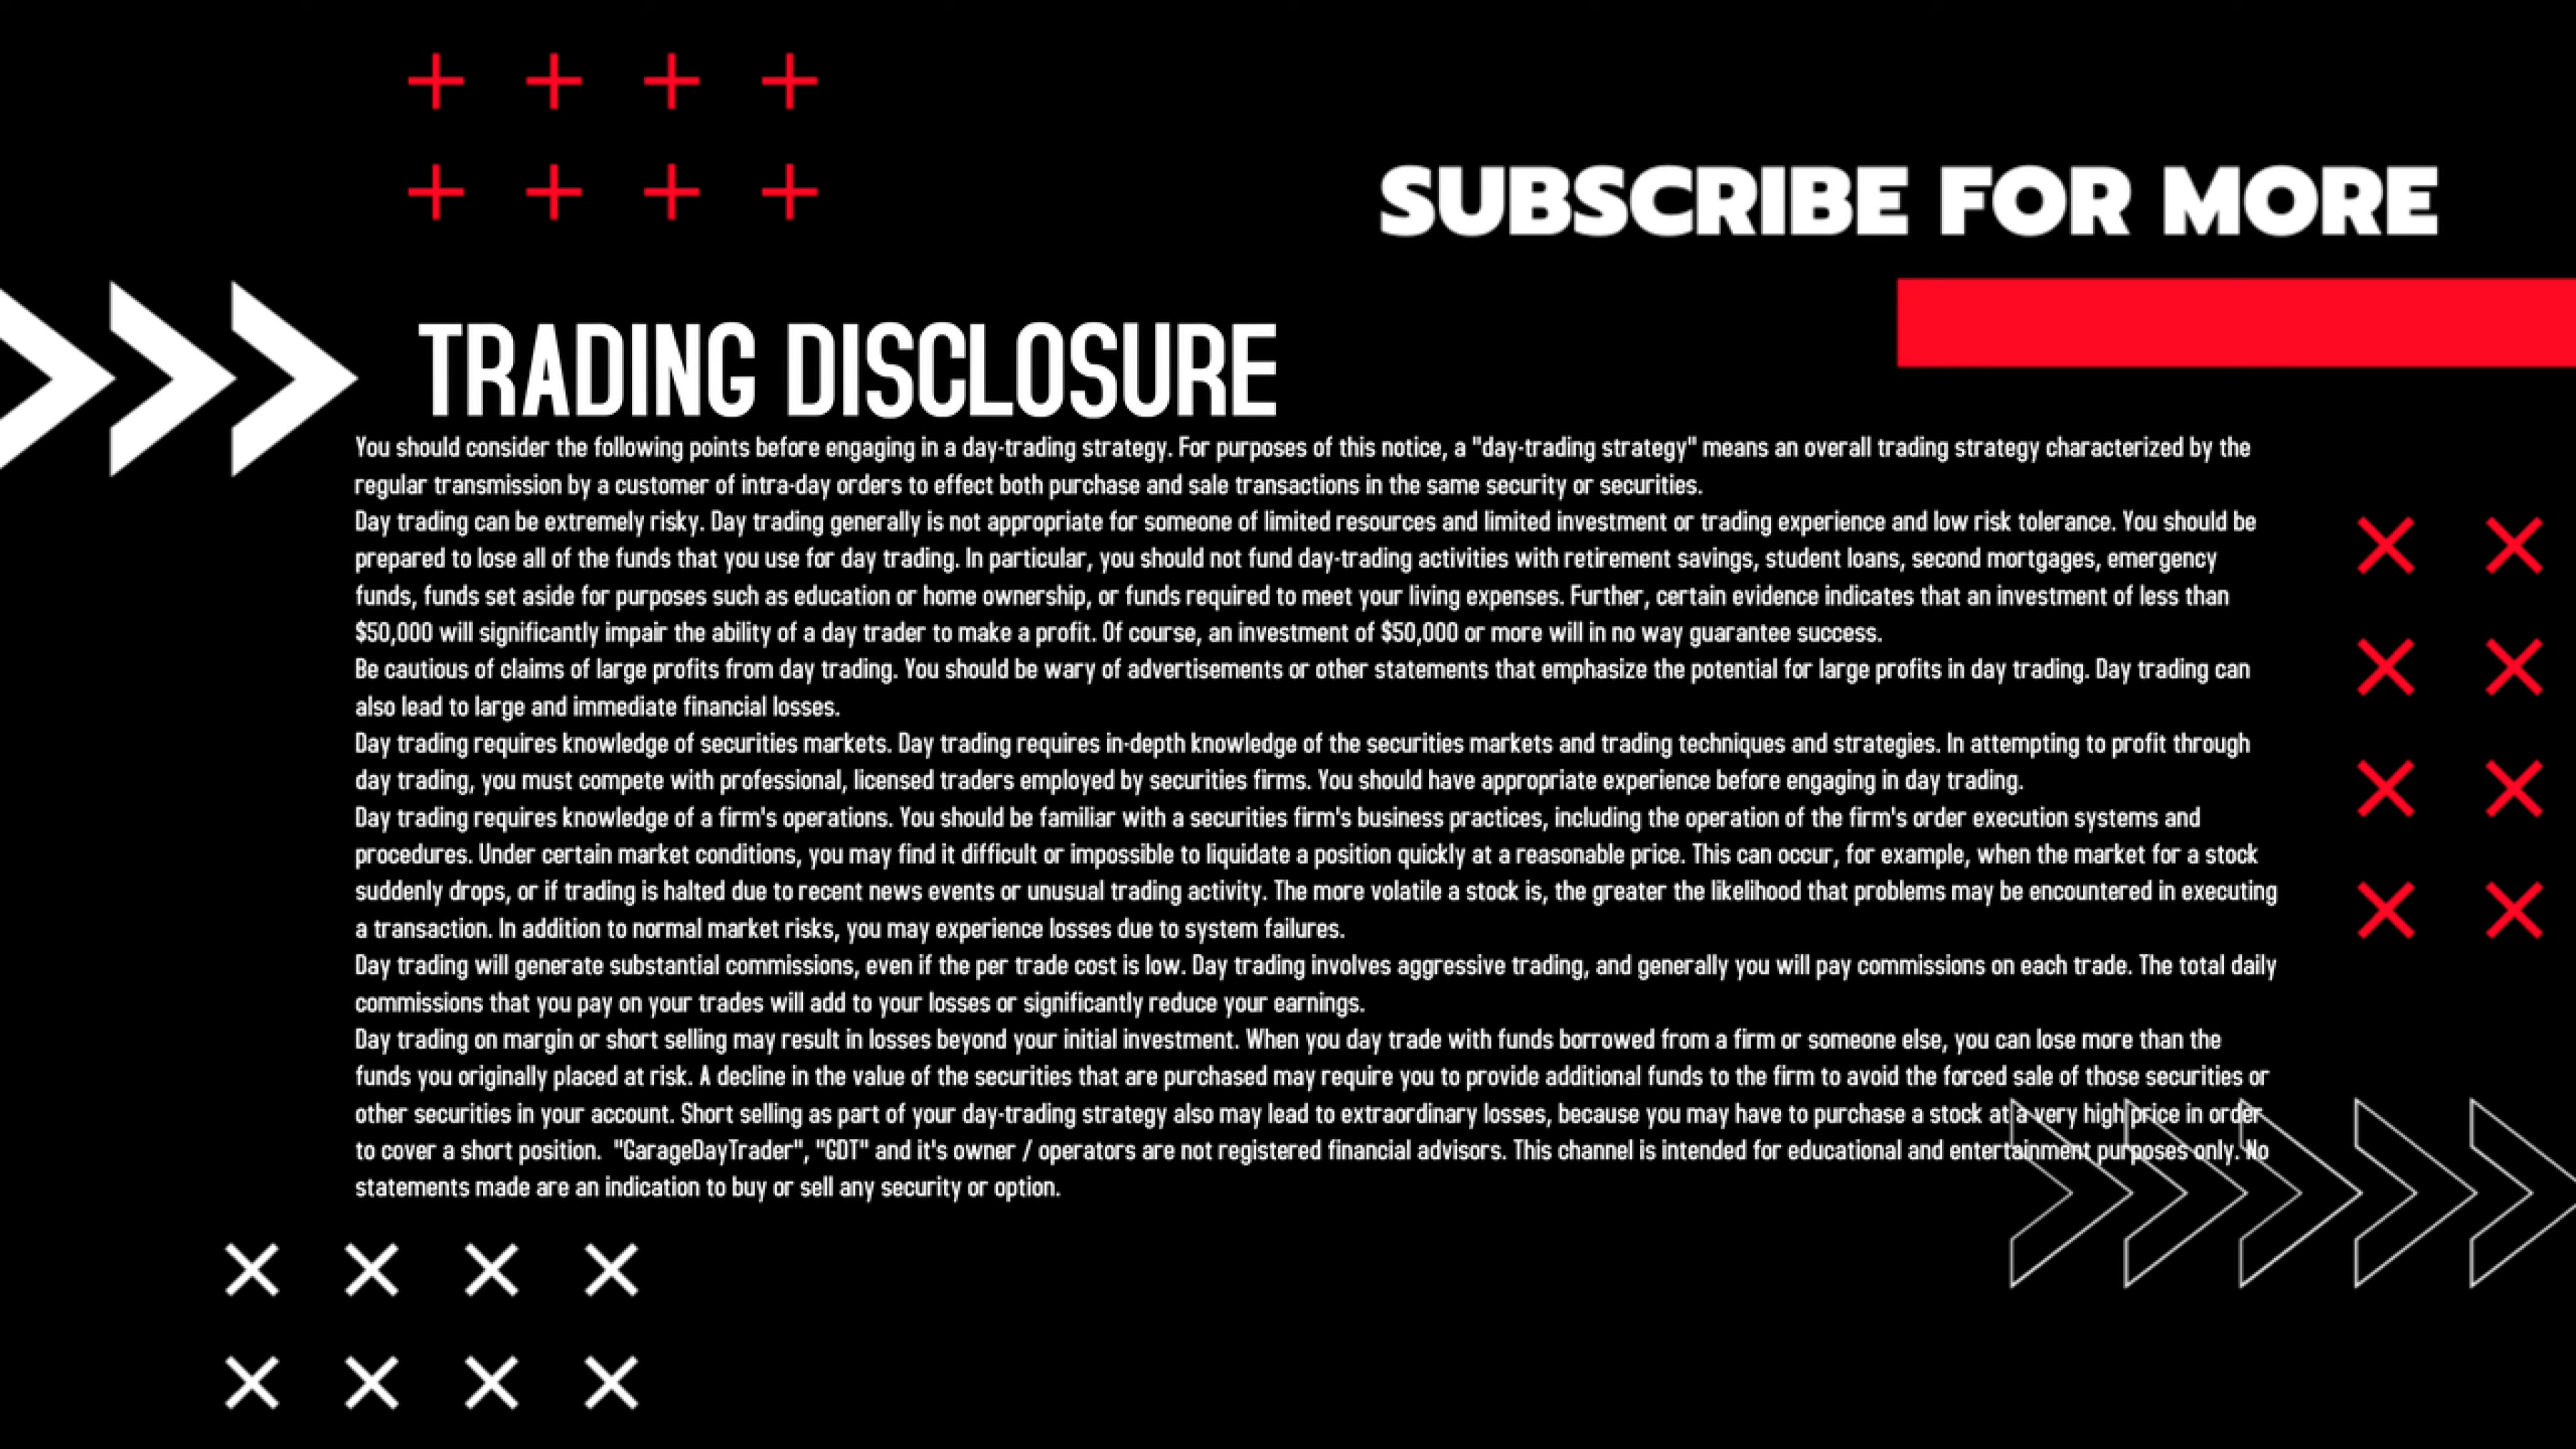 SUBSCRIBE FOR MORE
TRADING DISCLOSURE
You should consider the following points before engaging in a day-trading strategy. For purposes of this notice, a "day-trading strategy" means an overall trading strategy characterized by the
regular transmission by a customer of intra-day orders to effect both purchase and sale transactions in the same security or securities.
Day trading can be extremely risky. Day trading generally is not appropriate for someone of limited resources and limited investment or trading experience and low risk tolerance. You should be
prepared to lose all of the funds that you use for day trading. In particular, you should not fund day-trading activities with retirement savings, student loans, second mortgages, emergency
funds, funds set aside for purposes such as education or home ownership, or funds required to meet your living expenses. Further, certain evidence indicates that an investment of less than
$50,000 will significantly impair the ability of a day trader to make a profit. Of course, an investment of $50,000 or more will in no way guarantee success.
Be cautious of claims of large profits from day trading. You should be wary of advertisements or other statements that emphasize the potential for large profits in day trading. Day trading can
also lead to large and immediate financial losses.
Day trading requires knowledge of securities markets. Day trading requires in-depth knowledge of the securities markets and trading techniques and strategies. In attempting to profit through
day trading, you must compete with professional, licensed traders employed by securities firms. You should have appropriate experience before engaging in day trading.
Day trading requires knowledge of a firm's operations. You should be familiar with a securities firm's business practices, including the operation of the firm's order execution systems and
procedures. Under certain market conditions, you may find it difficult or impossible to liquidate a position quickly at a reasonable price. This can occur, for example, when the market for a stock
suddenly drops, or if trading is halted due to recent news events or unusual trading activity. The more volatile a stock is, the greater the likelihood that problems may be encountered in executing
a transaction. In addition to normal market risks, you may experience losses due to system failures.
Day trading will generate substantial commissions, even if the per trade cost is low. Day trading involves aggressive trading, and generally you will pay commissions on each trade. The total daily
commissions that you pay on your trades will add to your losses or significantly reduce your earnings.
Day trading on margin or short selling may result in losses beyond your initial investment. When you day trade with funds borrowed from a firm or someone else, you can lose more than the
funds you originally placed at risk. A decline in the value of the securities that are purchased may require you to provide additional funds to the firm to avoid the forced sale of those securities or
other securities in your account. Short selling as part of your day-trading strategy also may lead to extraordinary losses, because you may have to purchase a stock at a very high price in order
to cover a short position. "GarageDayTrader", "GDT" and it's owner / operators are not registered financial advisors. This channel is intended for educational and entertainment purposes only. No
statements made are an indication to buy or sell any security or option.